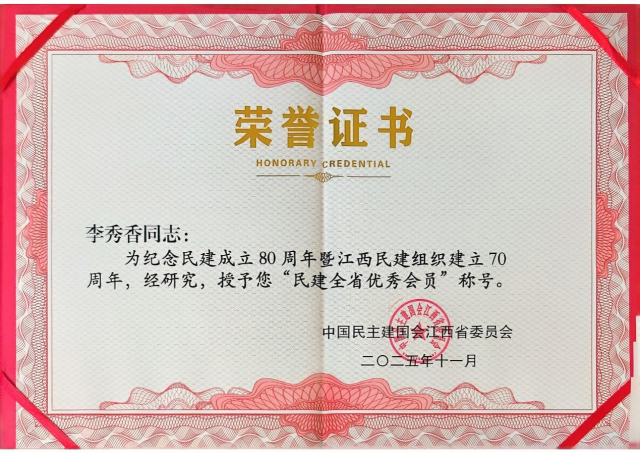 荣誉证书
HONORARY CREDENTIAL
李秀香同志：
为纪念民建成立80周年暨江西民建组织建立70
周年，经研究，授予您“民建全省优秀会员”称号。
中国民主建国会江西省委员会
二〇二五年十一月